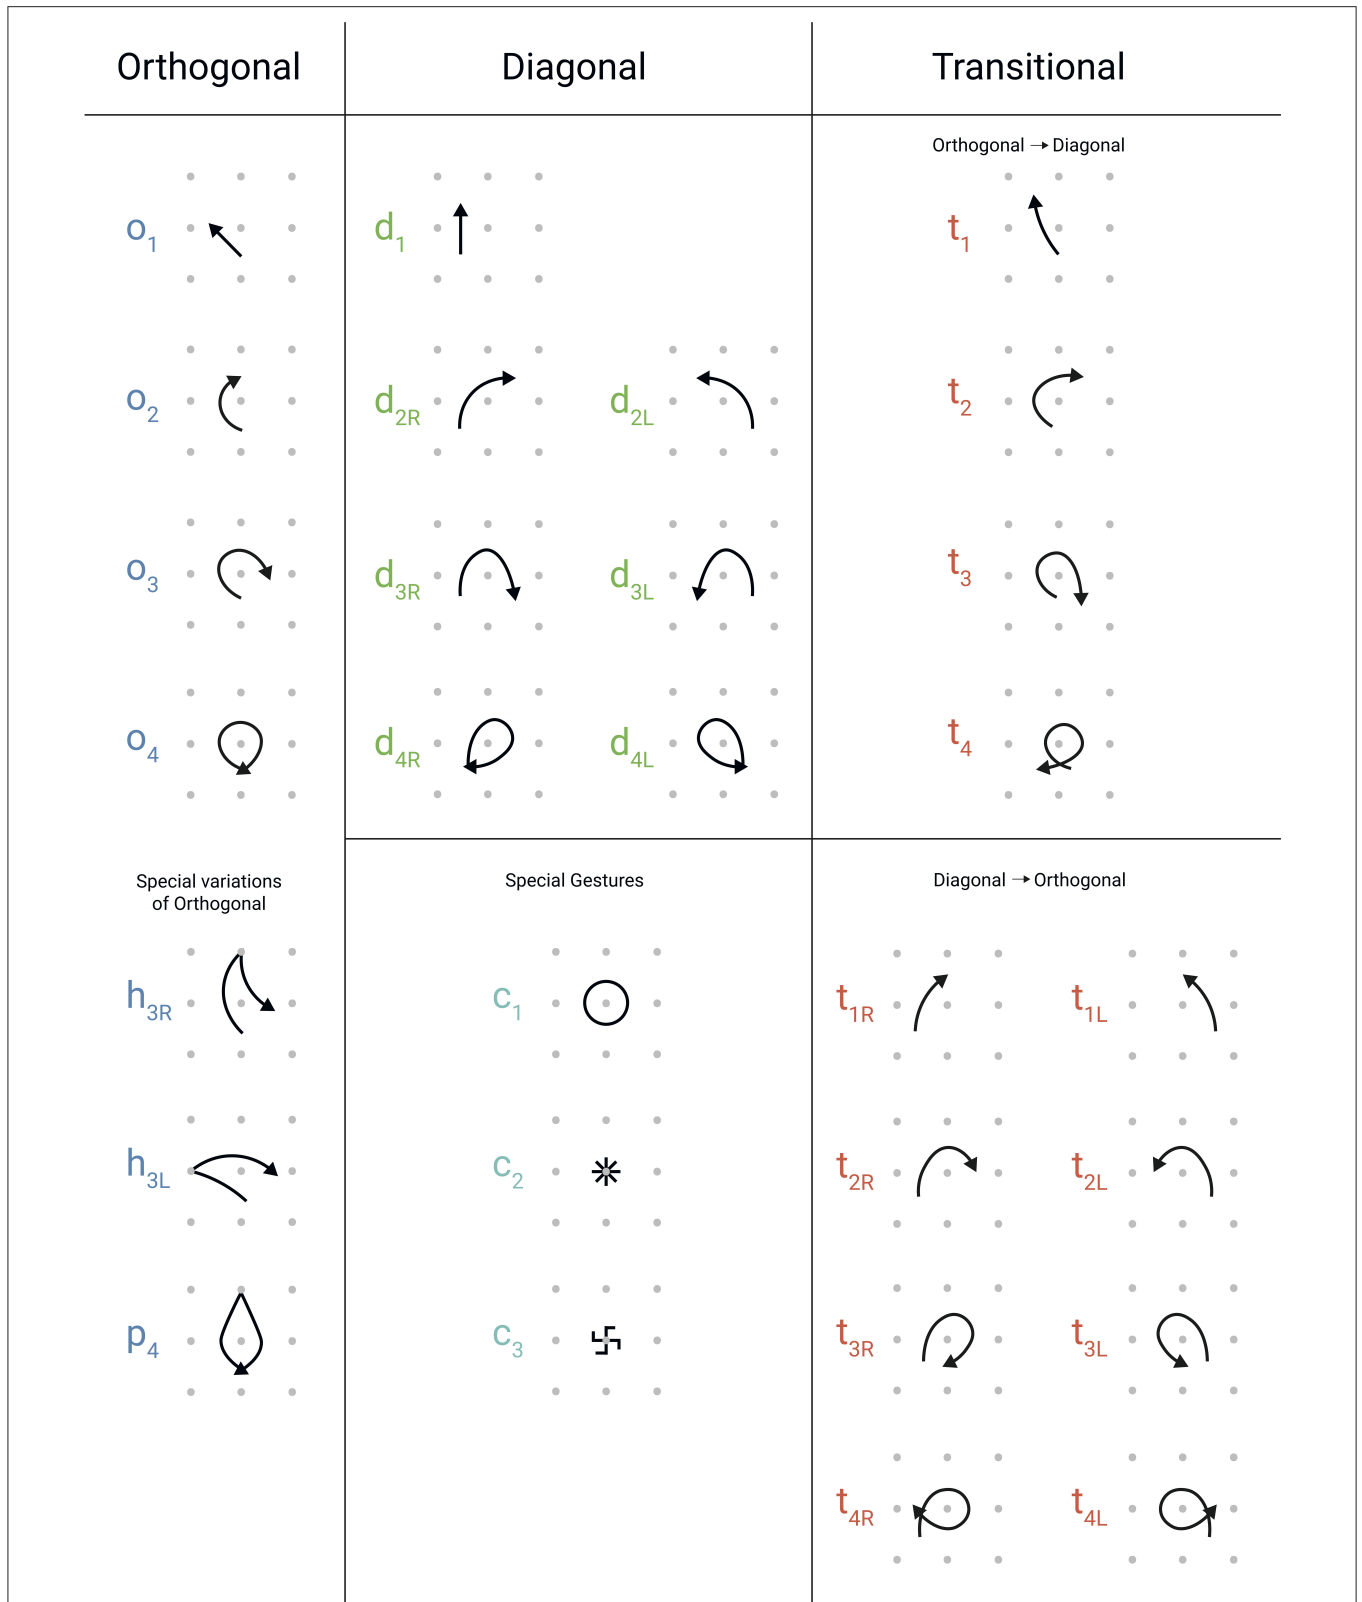 Orthogonal
Diagonal
Transitional
Orthogonal → Diagonal
o1
d1
t1
o2
d2R
d2L
t2
o3
d3R
d3L
t3
o4
d4R
d4L
t4
Special variations
of Orthogonal
Special Gestures
Diagonal → Orthogonal
h3R
c1
t1R
t1L
h3L
c2
t2R
t2L
p4
c3
t3R
t3L
t4R
t4L